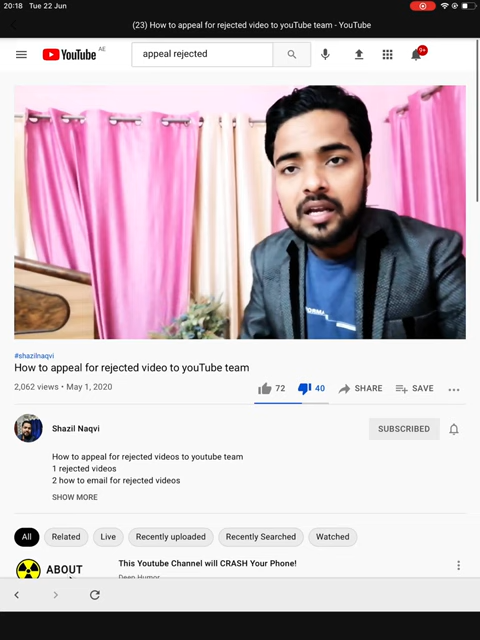 20:18 Tue 22 Jun
(23) How to appeal for rejected video to youTube team - YouTube
YouTube AE
appeal rejected
9+
#shazilnaqvi
How to appeal for rejected video to youTube team
2,062 views • May 1, 2020
72 40 SHARE SAVE
Shazil Naqvi
SUBSCRIBED
How to appeal for rejected videos to youtube team
1 rejected videos
2 how to email for rejected videos
SHOW MORE
All Related Live Recently uploaded Recently Searched Watched
This Youtube Channel will CRASH Your Phone!
ABOUT
Deep Humor